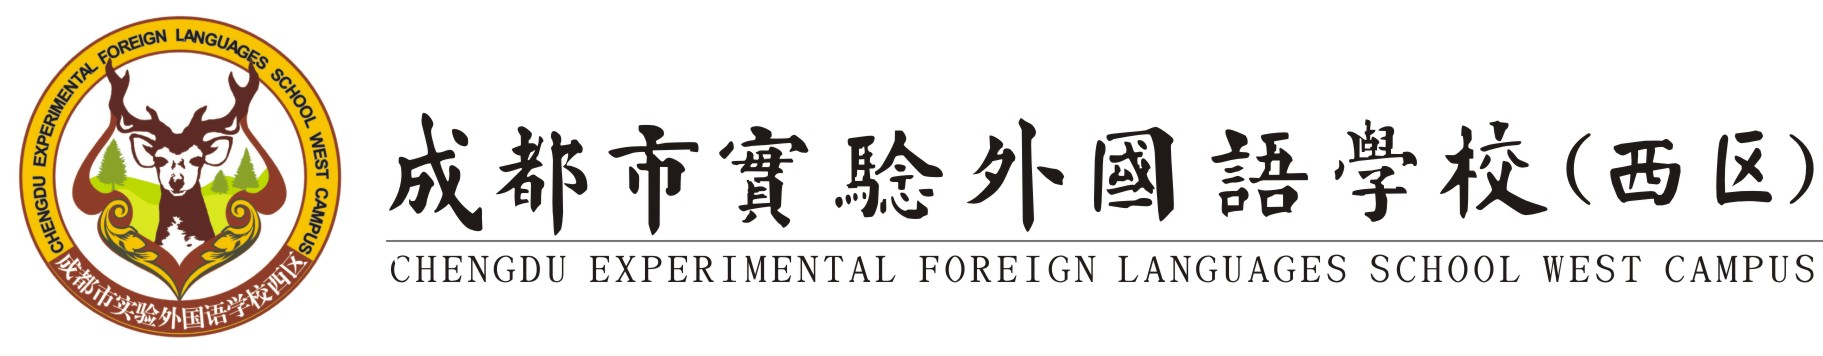 CHENGDU EXPERIMENTAL FOREIGN LANGUAGES SCHOOL WEST CAMPUS
成都市实验外国语学校西区
成都市實騐外國語學校(西区)
CHENGDU EXPERIMENTAL FOREIGN LANGUAGES SCHOOL WEST CAMPUS